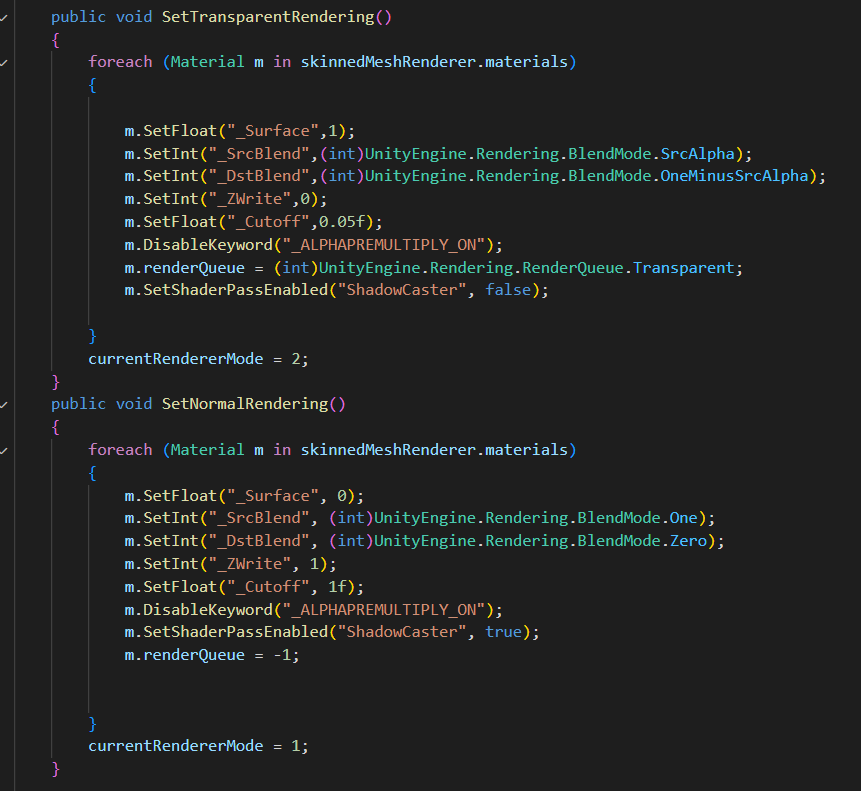 public void SetTransparentRendering()
{
foreach (Material m in skinnedMeshRenderer.materials)
{
m.SetFloat("_Surface",1);
m.SetInt("_SrcBlend",(int)UnityEngine.Rendering.BlendMode.SrcAlpha);
m.SetInt("_DstBlend",(int)UnityEngine.Rendering.BlendMode.OneMinusSrcAlpha);
m.SetInt("_ZWrite",0);
m.SetFloat("_Cutoff",0.05f);
m.DisableKeyword("_ALPHAPREMULTIPLY_ON");
m.renderQueue = (int)UnityEngine.Rendering.RenderQueue.Transparent;
m.SetShaderPassEnabled("ShadowCaster", false);
}
currentRendererMode = 2;
}
public void SetNormalRendering()
{
foreach (Material m in skinnedMeshRenderer.materials)
{
m.SetFloat("_Surface", 0);
m.SetInt("_SrcBlend", (int)UnityEngine.Rendering.BlendMode.One);
m.SetInt("_DstBlend", (int)UnityEngine.Rendering.BlendMode.Zero);
m.SetInt("_ZWrite", 1);
m.SetFloat("_Cutoff", 1f);
m.DisableKeyword("_ALPHAPREMULTIPLY_ON");
m.SetShaderPassEnabled("ShadowCaster", true);
m.renderQueue = -1;
}
currentRendererMode = 1;
}